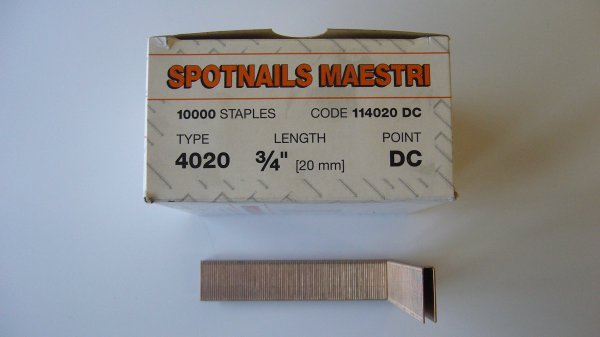 SPOTNAILS MAESTRI
10000 STAPLES CODE 114020 DC
TYPE LENGTH POINT
4020 3/4" [20 mm] DC